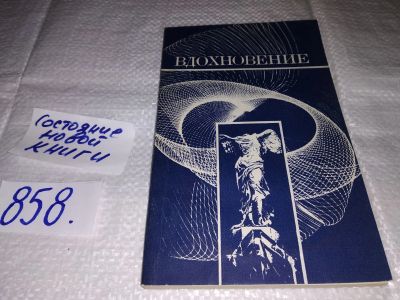 ВДОХНОВЕНИЕ
Состояние
новой
книги
858.